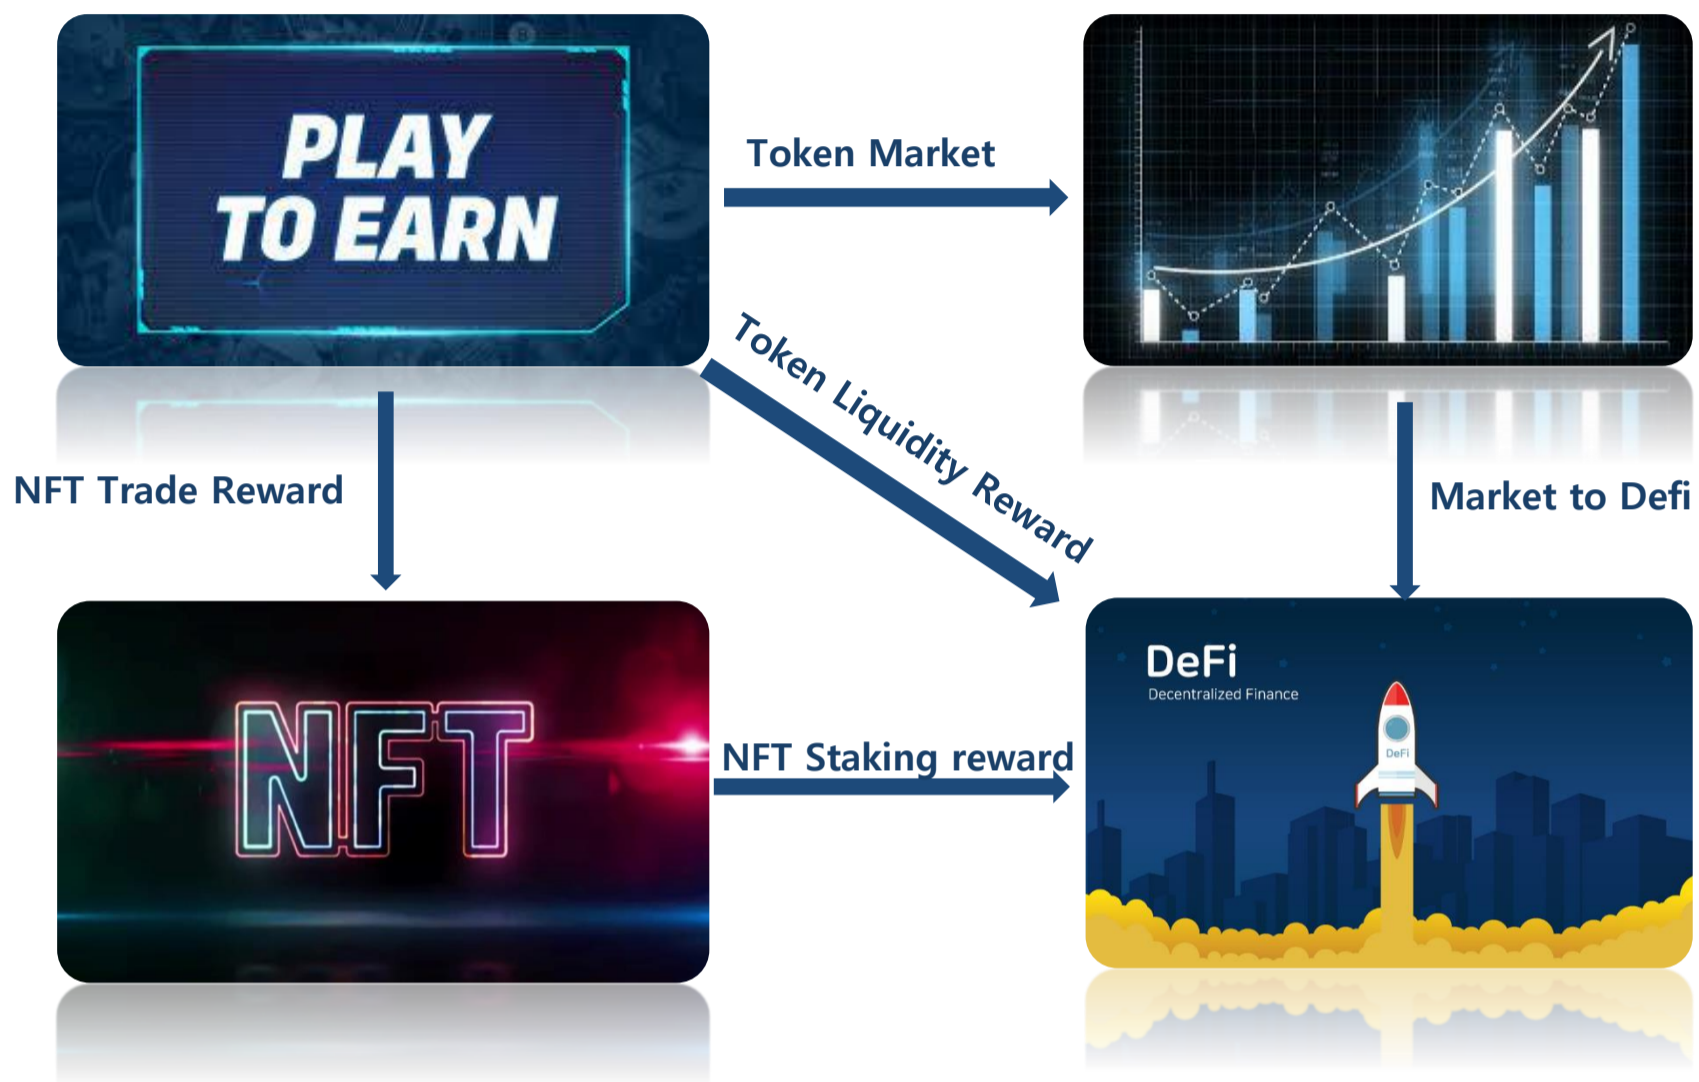 PLAY
TO EARN
Token Market
Token Liquidity Reward
NFT Trade Reward
Market to Defi
DeFi
Decentralized Finance
DeFi
NFT
NFT Staking reward